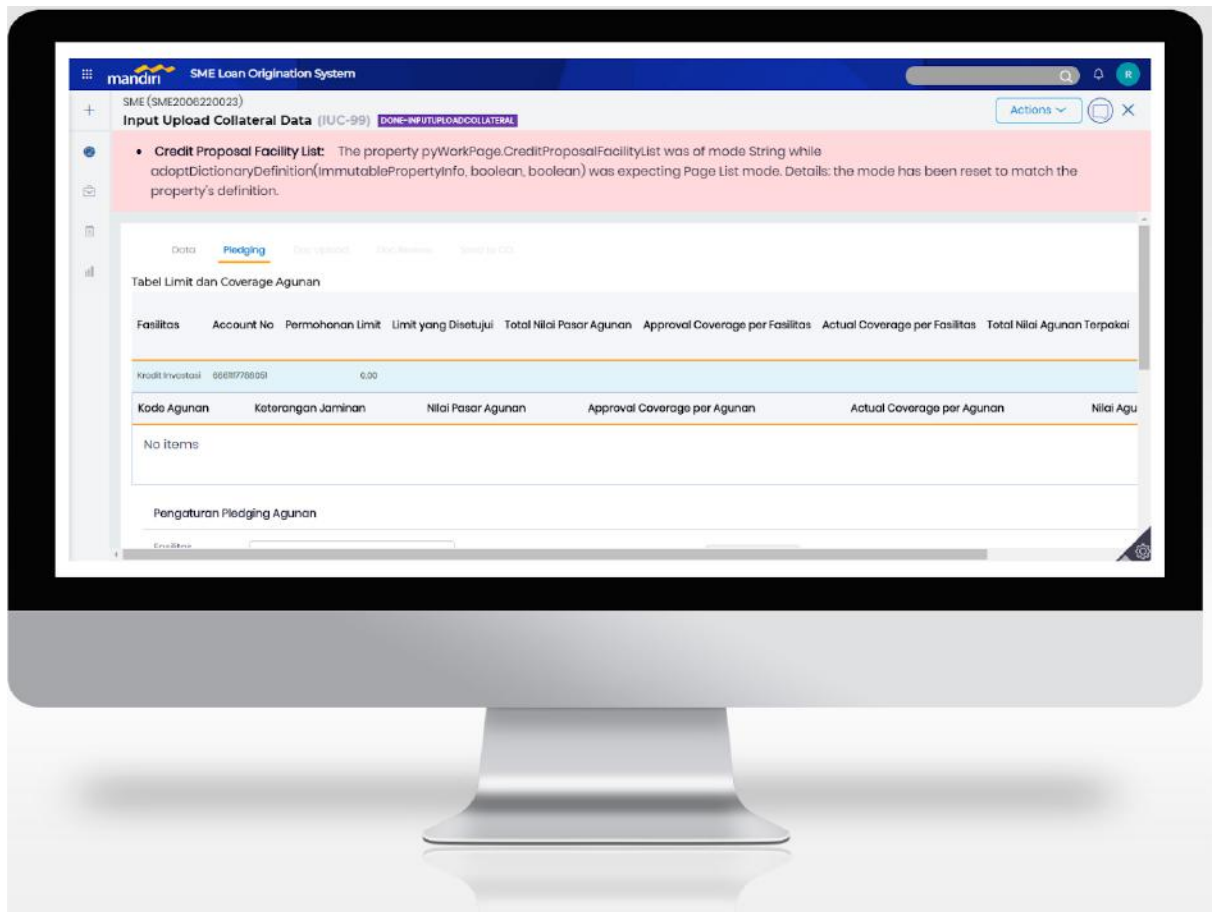 mandiri SME Loan Origination System
R
SME (SME2006220023)
Actions
Input Upload Collateral Data (IUC-99) DONE-INPUTUPLOADCOLLATERAL
• Credit Proposal Facility List: The property pyWorkPage.CreditProposalFacilityList was of mode String while
adoptDictionaryDefinition(ImmutablePropertyInfo, boolean, boolean) was expecting Page List mode. Details: the mode has been reset to match the
property's definition.
Data Pledging Doc Upload Doc Review
Tabel Limit dan Coverage Agunan
Fasilitas Account No Permohonan Limit Limit yang Disetujui Total Nilai Pasar Agunan Approval Coverage per Fasilitas Actual Coverage per Fasilitas Total Nilai Agunan Terpakai
Kredit Investasi 0,00
Kode Agunan Keterangan Jaminan Nilai Pasar Agunan Approval Coverage per Agunan Actual Coverage per Agunan Nilai Agu
No items
Pengaturan Pledging Agunan
Fasilitas